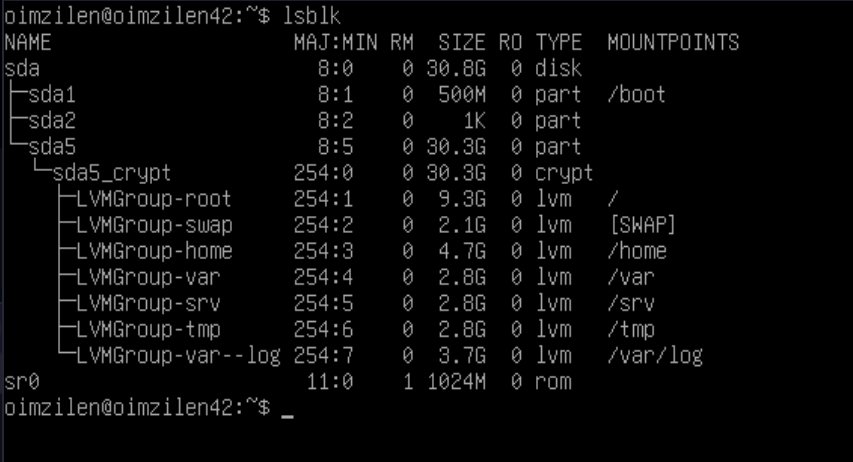 oimzilen@oimzilen42:~$ lsblk
NAME                    MAJ:MIN RM  SIZE RO TYPE  MOUNTPOINTS
sda                       8:0    0 30.8G  0 disk
├─sda1                    8:1    0  500M  0 part  /boot
├─sda2                    8:2    0    1K  0 part
└─sda5                    8:5    0 30.3G  0 part
  └─sda5_crypt          254:0    0 30.3G  0 crypt
    ├─LVMGroup-root     254:1    0  9.3G  0 lvm   /
    ├─LVMGroup-swap     254:2    0  2.1G  0 lvm   [SWAP]
    ├─LVMGroup-home     254:3    0  4.7G  0 lvm   /home
    ├─LVMGroup-var      254:4    0  2.8G  0 lvm   /var
    ├─LVMGroup-srv      254:5    0  2.8G  0 lvm   /srv
    ├─LVMGroup-tmp      254:6    0  2.8G  0 lvm   /tmp
    └─LVMGroup-var--log 254:7    0  3.7G  0 lvm   /var/log
sr0                      11:0    1 1024M  0 rom
oimzilen@oimzilen42:~$ _